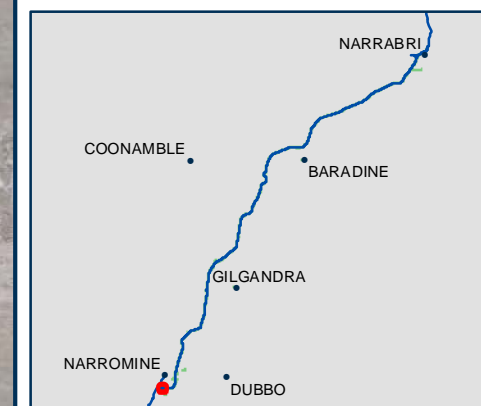 NARRABRI
COONAMBLE
BARADINE
GILGANDRA
NARROMINE
DUBBO